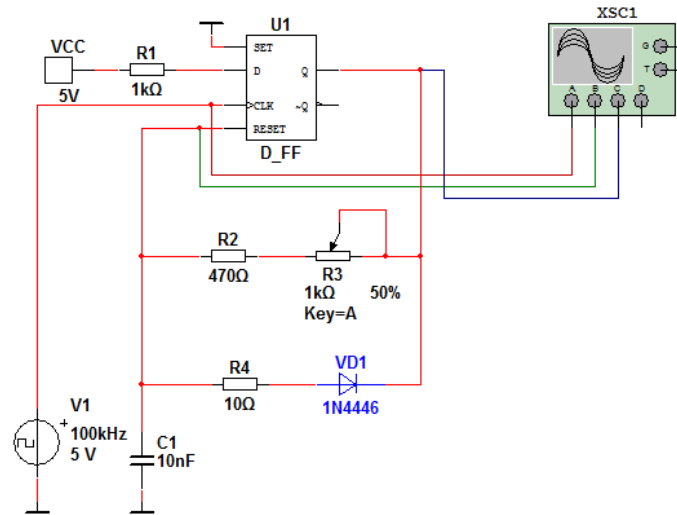 XSC1
U1
VCC
R1
SET
G
T
D
Q
5V
1kΩ
A
B
C
D
CLK
~Q
RESET
D_FF
R2
R3
470Ω
1kΩ
50%
Key=A
R4
VD1
10Ω
1N4446
V1
+
100kHz
5 V
C1
10nF